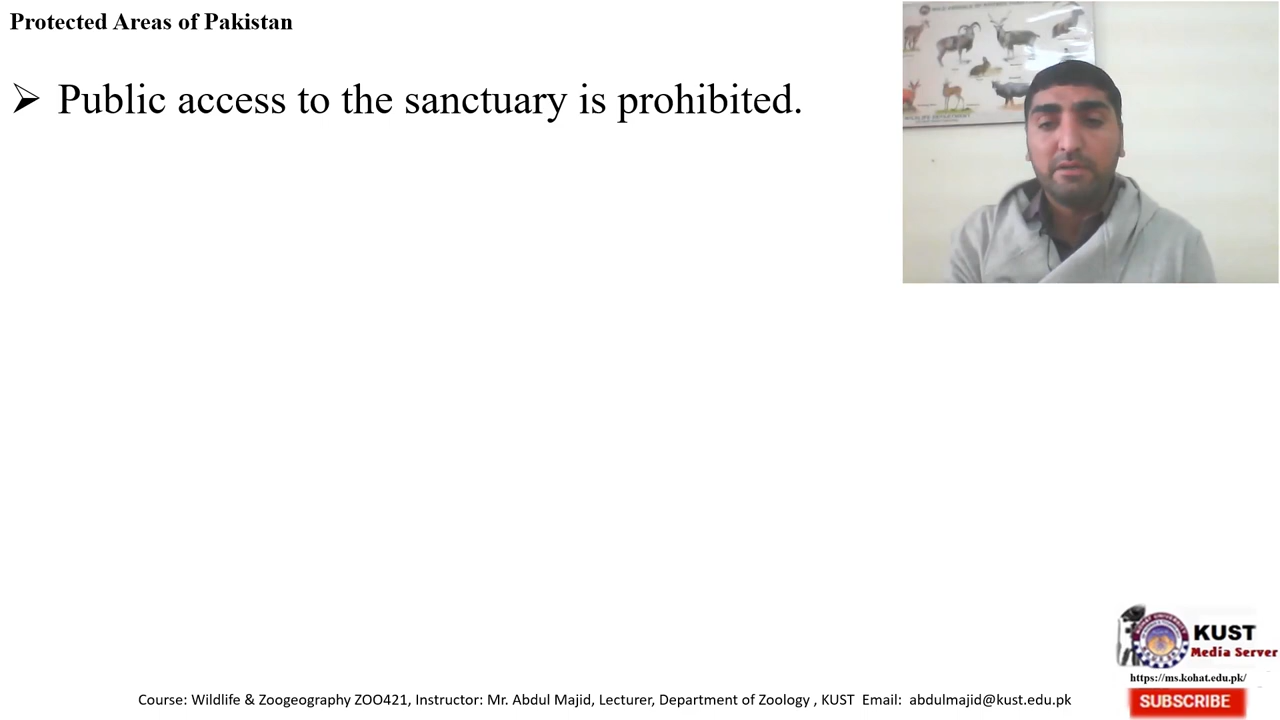 Protected Areas of Pakistan
➢ Public access to the sanctuary is prohibited.
WILDLIFE DEPARTMENT
KUST
Media Server
https://ms.kohat.edu.pk/
SUBSCRIBE
Course: Wildlife & Zoogeography ZOO421, Instructor: Mr. Abdul Majid, Lecturer, Department of Zoology , KUST Email: abdulmajid@kust.edu.pk